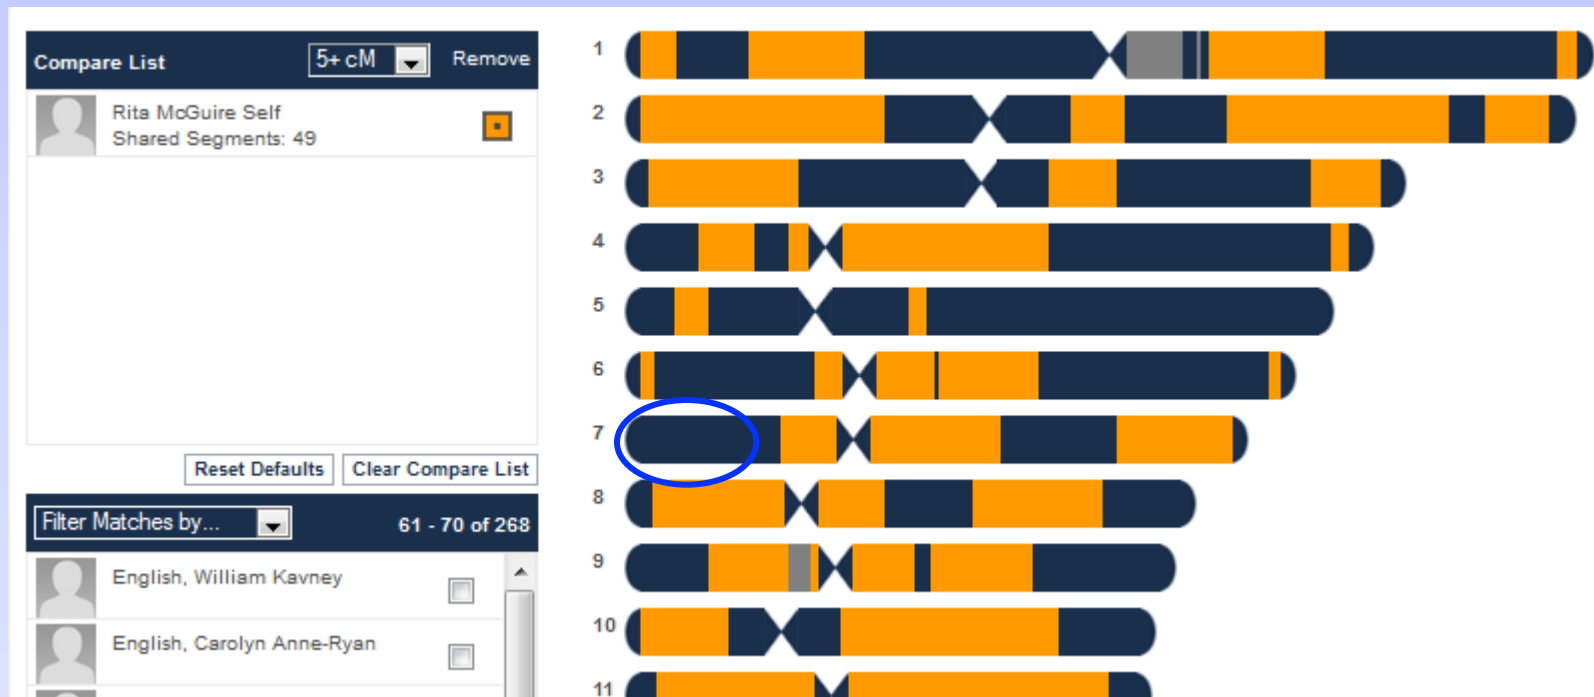 Compare List 5+ cM Remove
Rita McGuire Self
Shared Segments: 49
Reset Defaults Clear Compare List
Filter Matches by... 61 - 70 of 268
English, William Kavney
English, Carolyn Anne-Ryan
1
2
3
4
5
6
7
8
9
10
11